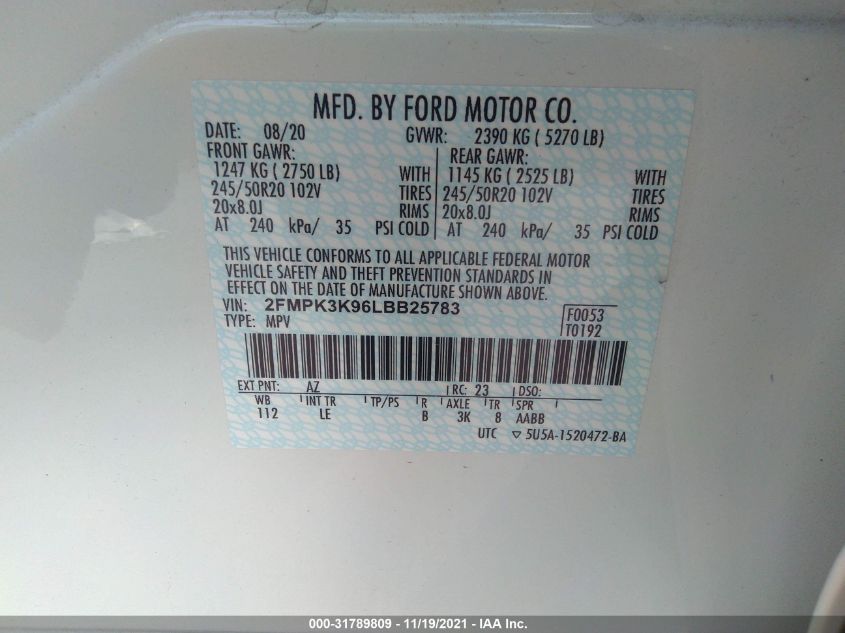 MFD. BY FORD MOTOR CO.
DATE: 08/20 GVWR: 2390 KG ( 5270 LB)
FRONT GAWR: REAR GAWR:
1247 KG ( 2750 LB) WITH 1145 KG ( 2525 LB) WITH
245/50R20 102V TIRES 245/50R20 102V TIRES
20x8.0J RIMS 20x8.0J RIMS
AT 240 kPa/ 35 PSI COLD AT 240 kPa/ 35 PSI COLD
THIS VEHICLE CONFORMS TO ALL APPLICABLE FEDERAL MOTOR
VEHICLE SAFETY AND THEFT PREVENTION STANDARDS IN
EFFECT ON THE DATE OF MANUFACTURE SHOWN ABOVE.
VIN: 2FMPK3K96LBB25783 F0053
TYPE: MPV T0192
EXT PNT: AZ RC: 23 DSO:
WB INT TR TP/PS R AXLE TR SPR
112 LE B 3K 8 AABB
UTC ▽ 5U5A-1520472-BA
000-31789809 - 11/19/2021 - IAA Inc.